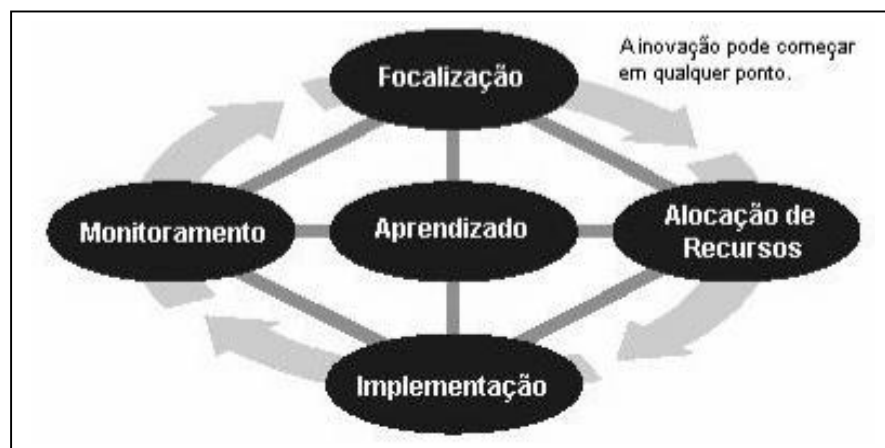 Focalização
A inovação pode começar
em qualquer ponto.
Monitoramento
Aprendizado
Alocação de
Recursos
Implementação